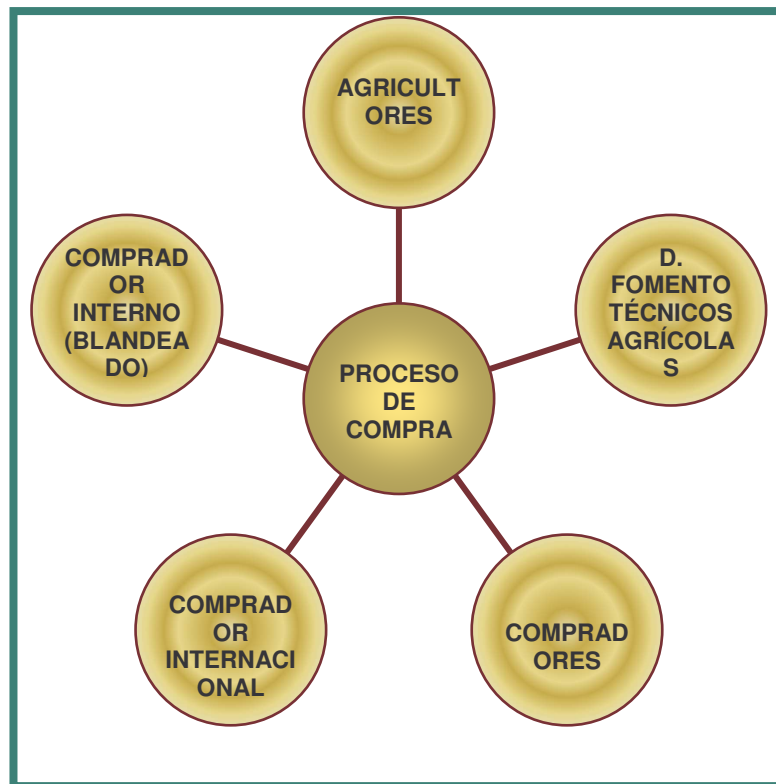 AGRICULT
ORES
COMPRAD
OR
INTERNO
(BLANDEA
DO)
D.
FOMENTO
TÉCNICOS
AGRÍCOLA
S
PROCESO
DE
COMPRA
COMPRAD
OR
INTERNACI
ONAL
COMPRAD
ORES